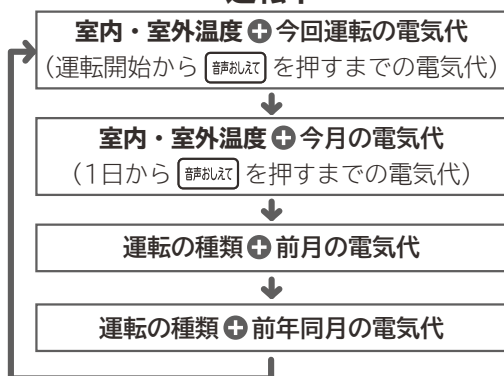 室内・室外温度➕今回運転の電気代
（運転開始から 音声おしえて を押すまでの電気代）
室内・室外温度➕今月の電気代
（1日から 音声おしえて を押すまでの電気代）
運転の種類➕前月の電気代
運転の種類➕前年同月の電気代